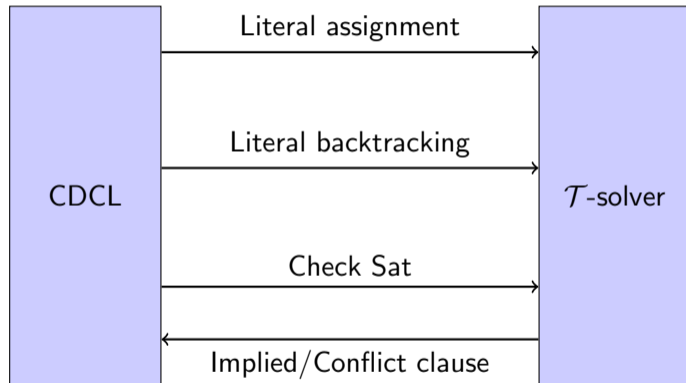 Literal assignment
Literal backtracking
CDCL
𝒯-solver
Check Sat
Implied/Conflict clause